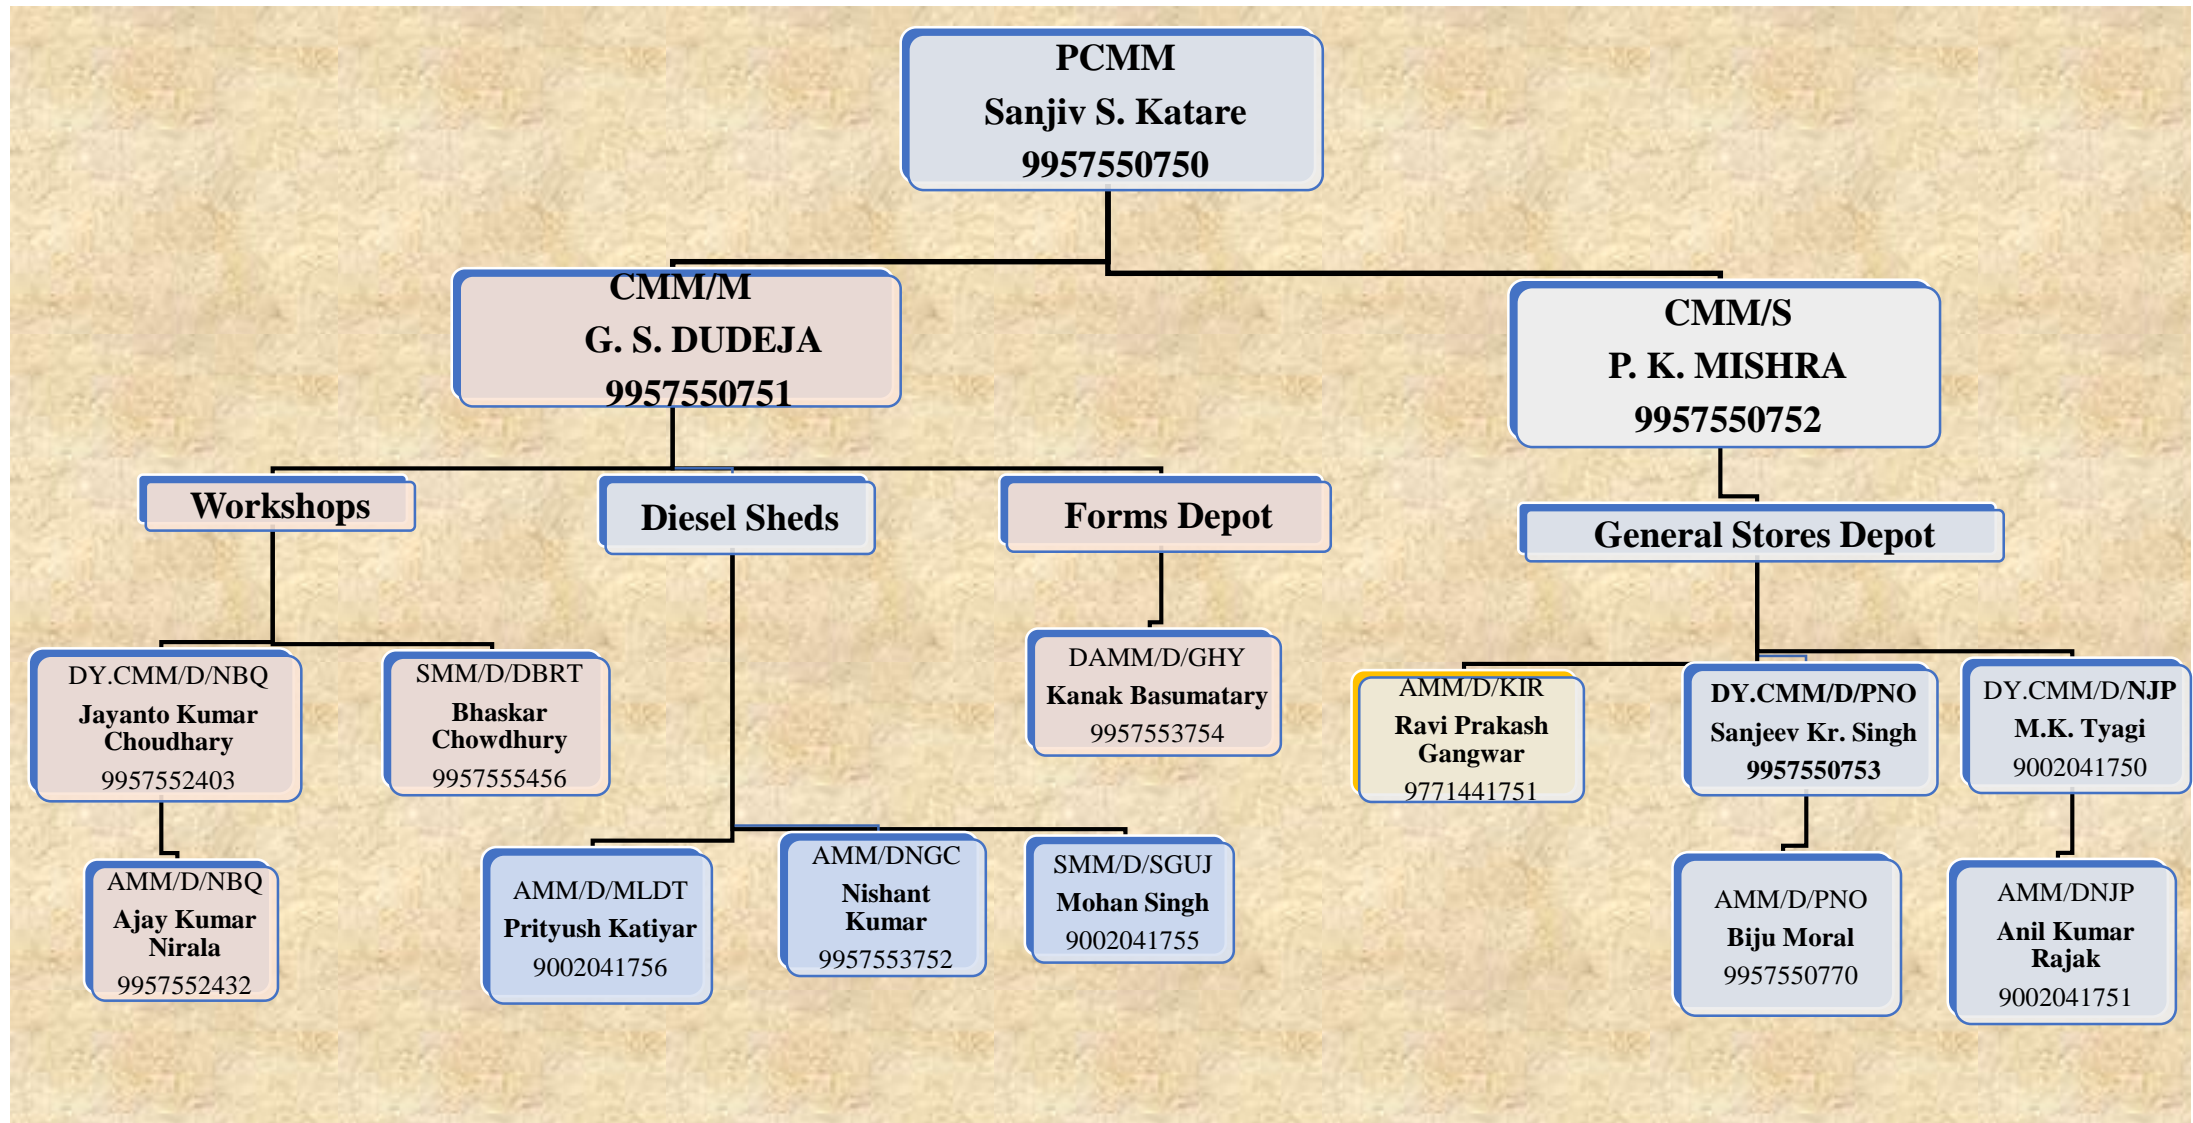 PCMM
Sanjiv S. Katare
9957550750
CMM/M
G. S. DUDEJA
9957550751
CMM/S
P. K. MISHRA
9957550752
Workshops
Diesel Sheds
Forms Depot
General Stores Depot
DY.CMM/D/NBQ
Jayanto Kumar
Choudhary
9957552403
SMM/D/DBRT
Bhaskar
Chowdhury
9957555456
DAMM/D/GHY
Kanak Basumatary
9957553754
AMM/D/KIR
Ravi Prakash
Gangwar
9771441751
DY.CMM/D/PNO
Sanjeev Kr. Singh
9957550753
DY.CMM/D/NJP
M.K. Tyagi
9002041750
AMM/D/NBQ
Ajay Kumar
Nirala
9957552432
AMM/D/MLDT
Prityush Katiyar
9002041756
AMM/DNGC
Nishant
Kumar
9957553752
SMM/D/SGUJ
Mohan Singh
9002041755
AMM/D/PNO
Biju Moral
9957550770
AMM/DNJP
Anil Kumar
Rajak
9002041751